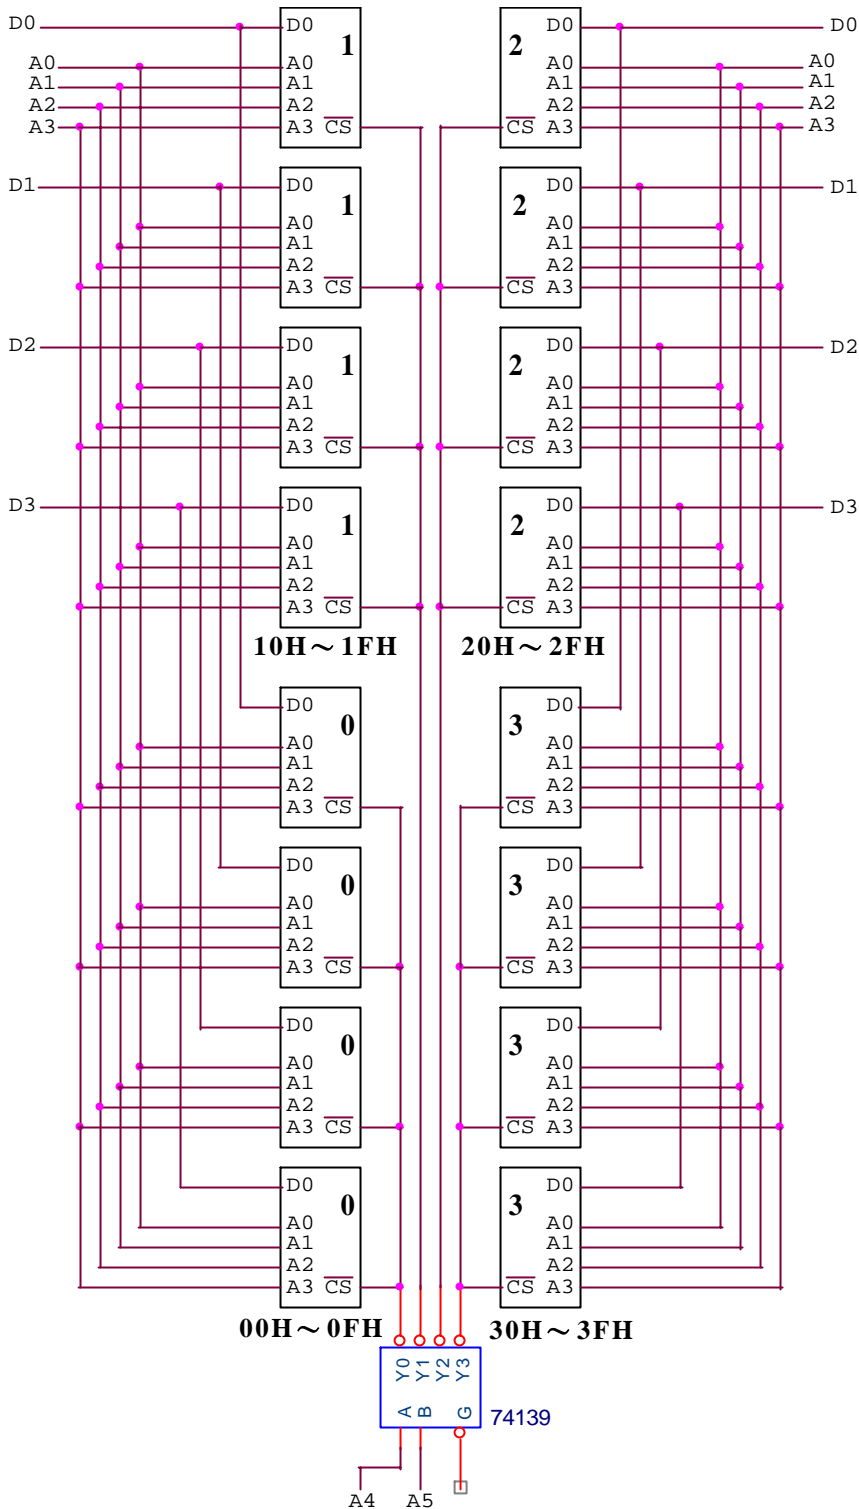 D0 D0 1 2 D0 D0
A0 A0 A0 A0
A1 A1 A1 A1
A2 A2 A2 A2
A3 A3 CS CS A3 A3
D1 D0 1 2 D0 D1
A0 A0
A1 A1
A2 A2
A3 CS CS A3
D2 D0 1 2 D0 D2
A0 A0
A1 A1
A2 A2
A3 CS CS A3
D3 D0 1 2 D0 D3
A0 A0
A1 A1
A2 A2
A3 CS CS A3
10H～1FH 20H～2FH
D0 0 3 D0
A0 A0
A1 A1
A2 A2
A3 CS CS A3
D0 0 3 D0
A0 A0
A1 A1
A2 A2
A3 CS CS A3
D0 0 3 D0
A0 A0
A1 A1
A2 A2
A3 CS CS A3
D0 0 3 D0
A0 A0
A1 A1
A2 A2
A3 CS CS A3
00H～0FH 30H～3FH
Y0 Y1 Y2 Y3
A B G 74139
A4 A5